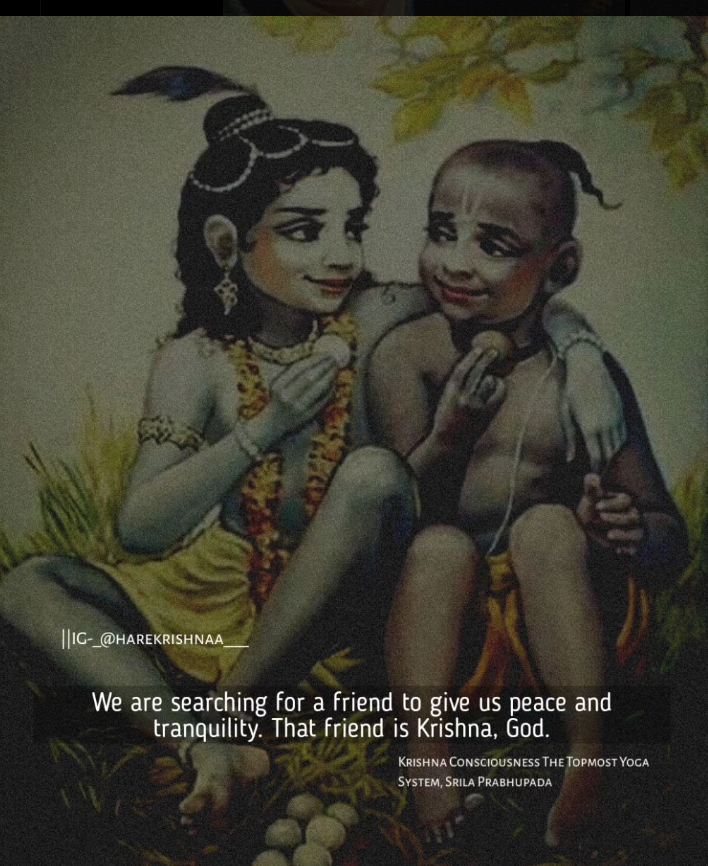 ||IG-_@HAREKRISHNAA___
We are searching for a friend to give us peace and
tranquility. That friend is Krishna, God.
KRISHNA CONSCIOUSNESS THE TOPMOST YOGA
SYSTEM, SRILA PRABHUPADA